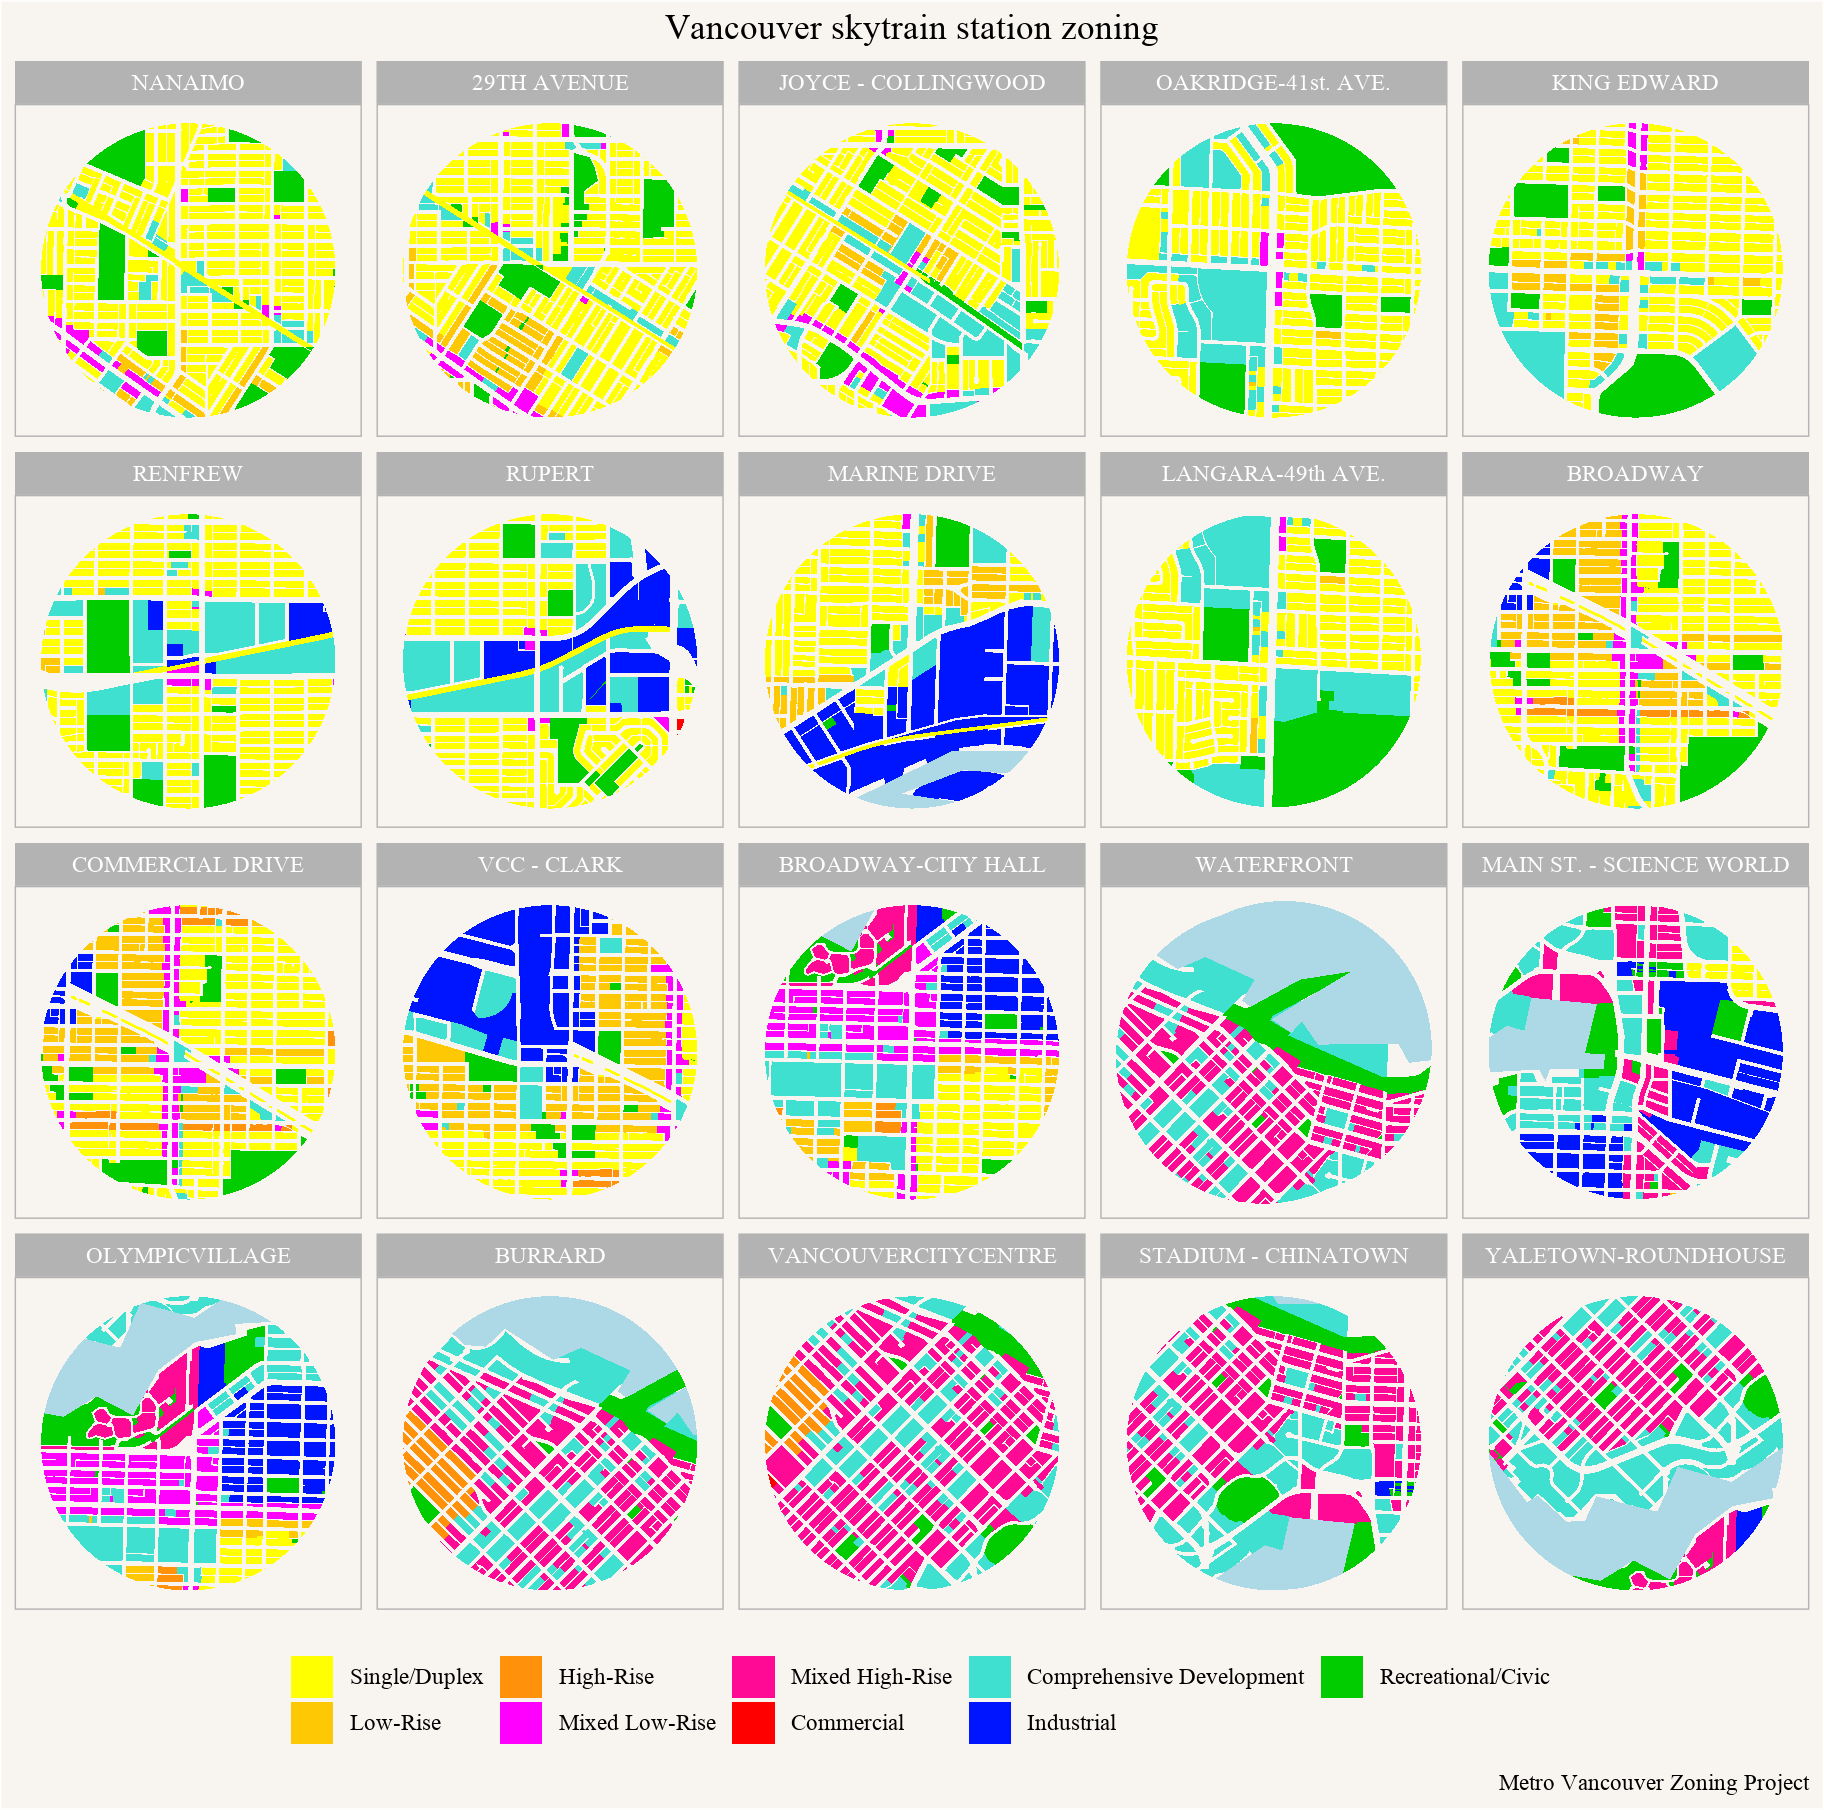 Vancouver skytrain station zoning
NANAIMO
29TH AVENUE
JOYCE - COLLINGWOOD
OAKRIDGE-41st. AVE.
KING EDWARD
RENFREW
RUPERT
MARINE DRIVE
LANGARA-49th AVE.
BROADWAY
COMMERCIAL DRIVE
VCC - CLARK
BROADWAY-CITY HALL
WATERFRONT
MAIN ST. - SCIENCE WORLD
OLYMPICVILLAGE
BURRARD
VANCOUVERCITYCENTRE
STADIUM - CHINATOWN
YALETOWN-ROUNDHOUSE
Single/Duplex
High-Rise
Mixed High-Rise
Comprehensive Development
Recreational/Civic
Low-Rise
Mixed Low-Rise
Commercial
Industrial
Metro Vancouver Zoning Project